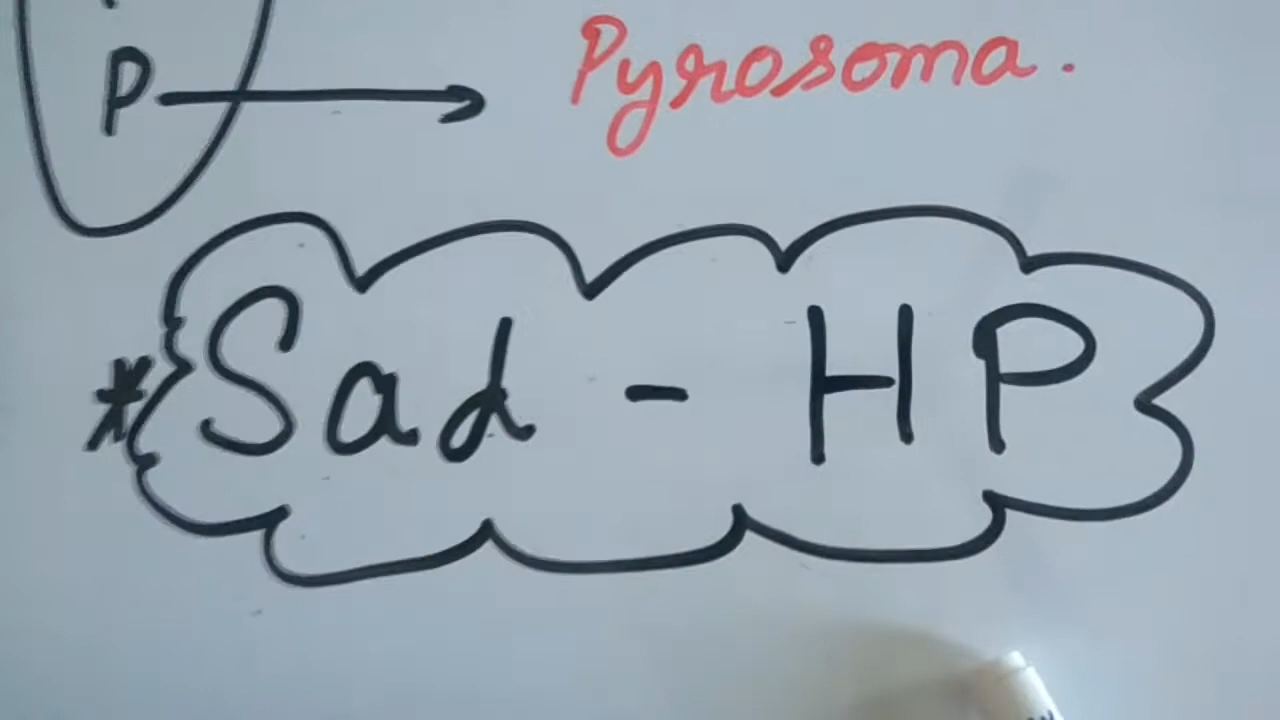 P → Pyrosoma.
* Sad - HP